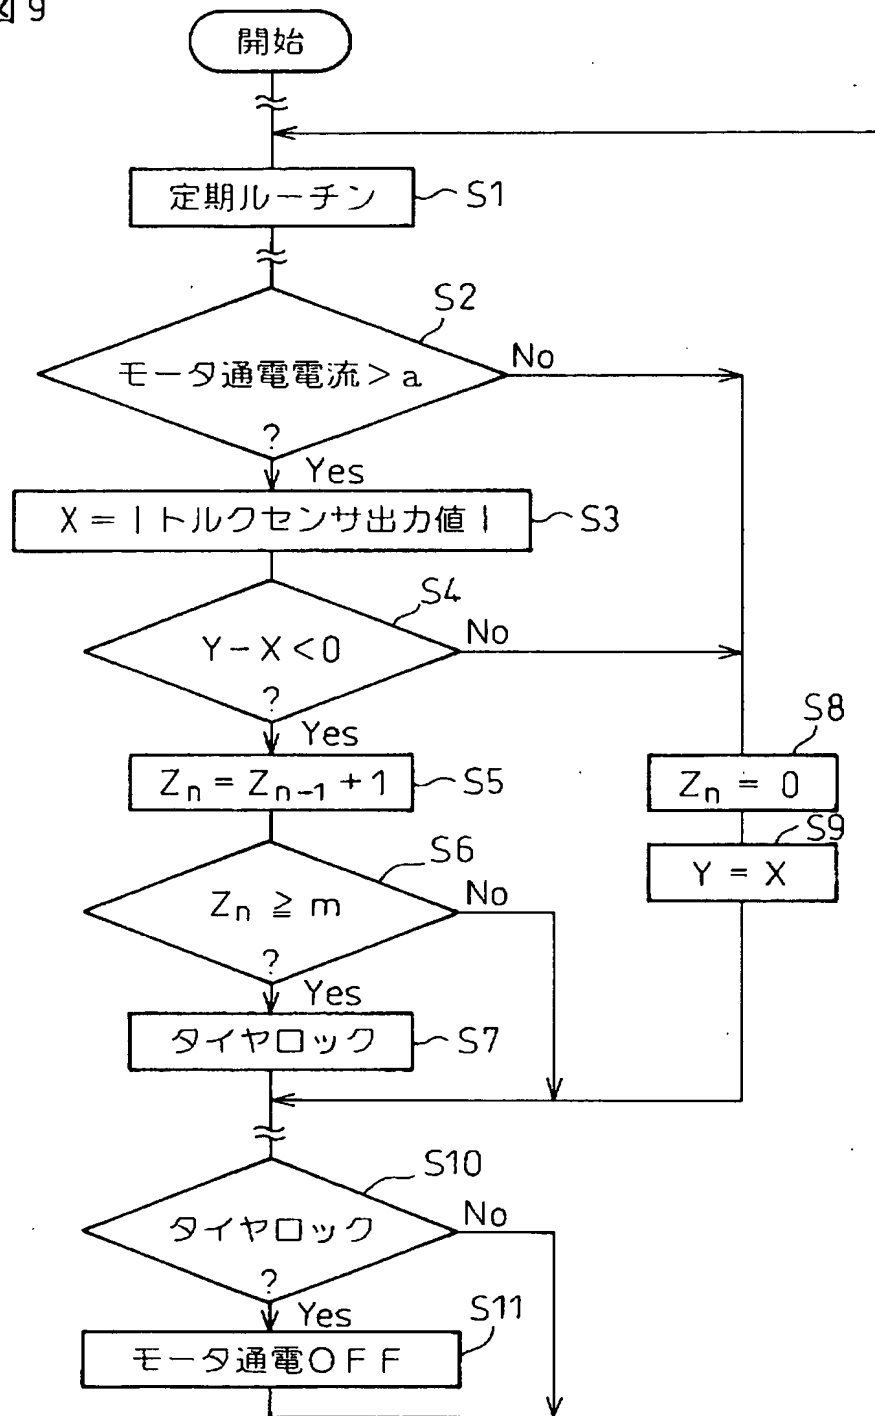 図9
開始
定期ルーチン
S1
S2
モータ通電電流>a
?
No
Yes
X=|トルクセンサ出力値|
S3
S4
Y-X<0
?
No
Yes
Zn=Zn-1+1
S5
S8
Zn=0
S9
Y=X
S6
Zn≧m
?
No
Yes
タイヤロック
S7
S10
タイヤロック
?
No
Yes
S11
モータ通電OFF